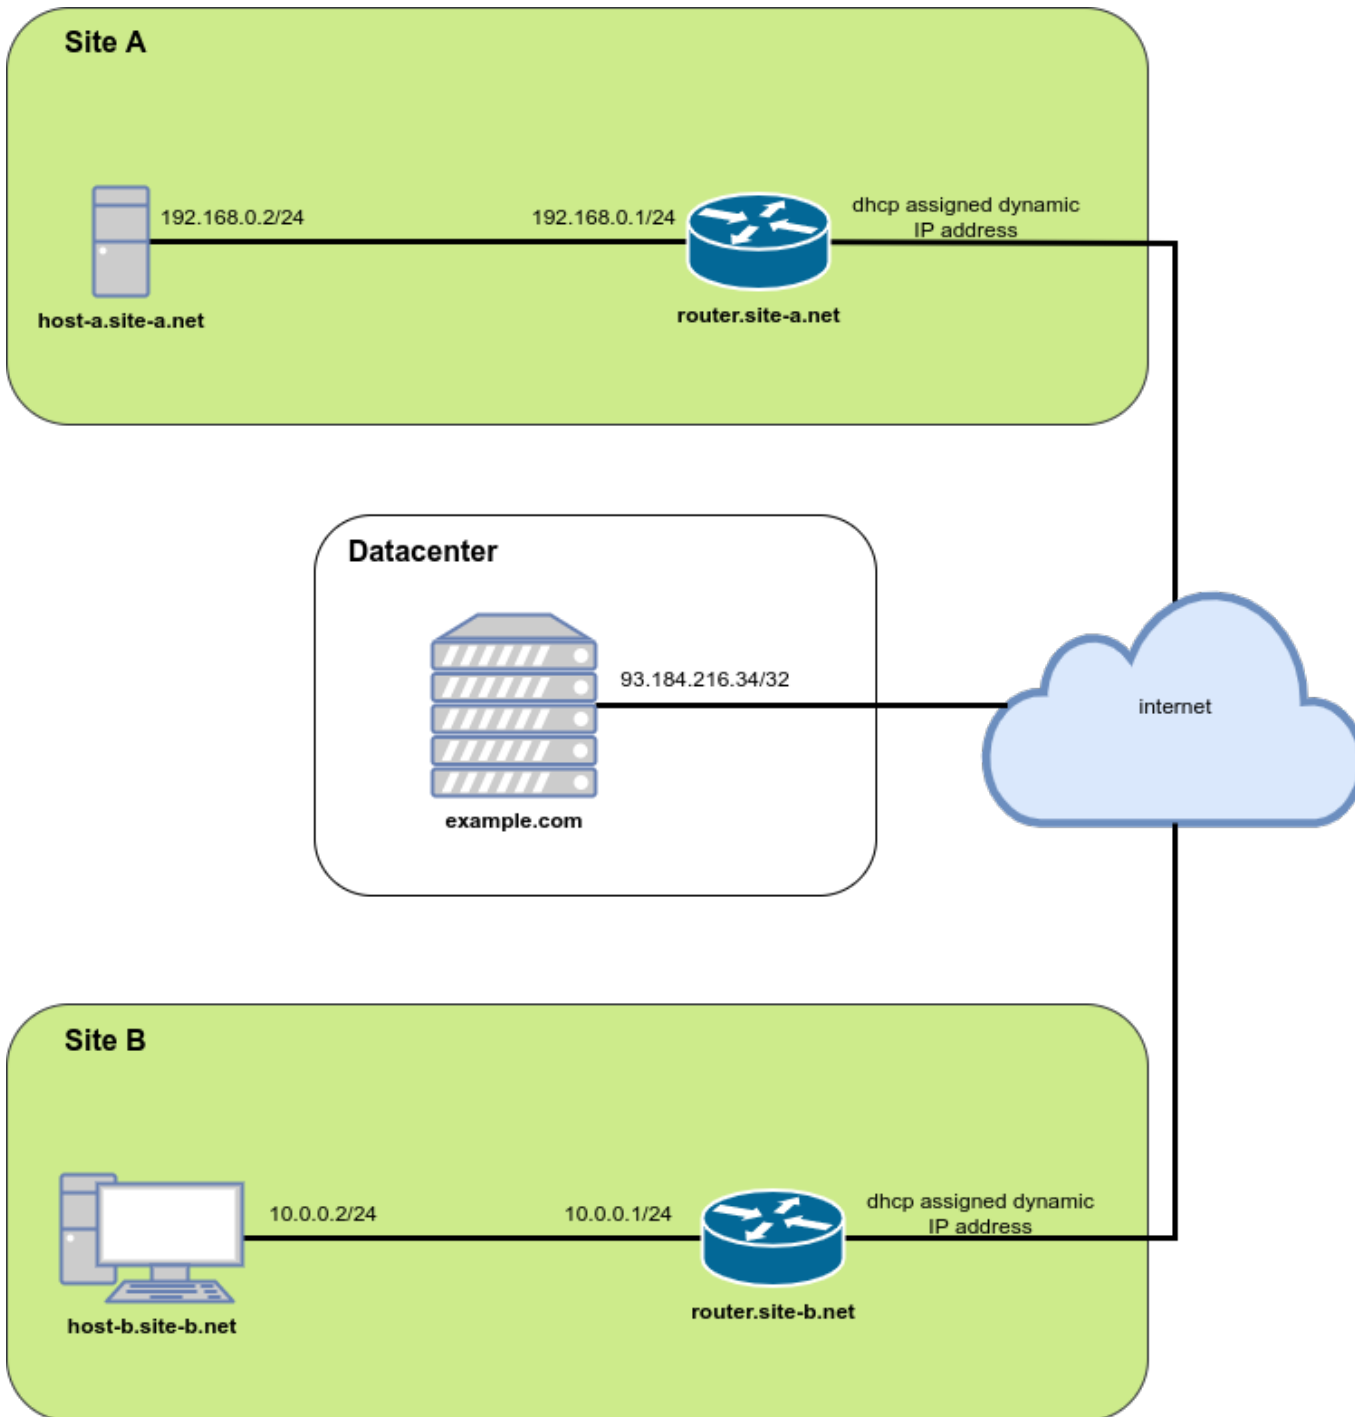 Site A
192.168.0.2/24
192.168.0.1/24
dhcp assigned dynamic
IP address
host-a.site-a.net
router.site-a.net
Datacenter
93.184.216.34/32
internet
example.com
Site B
10.0.0.2/24
10.0.0.1/24
dhcp assigned dynamic
IP address
host-b.site-b.net
router.site-b.net